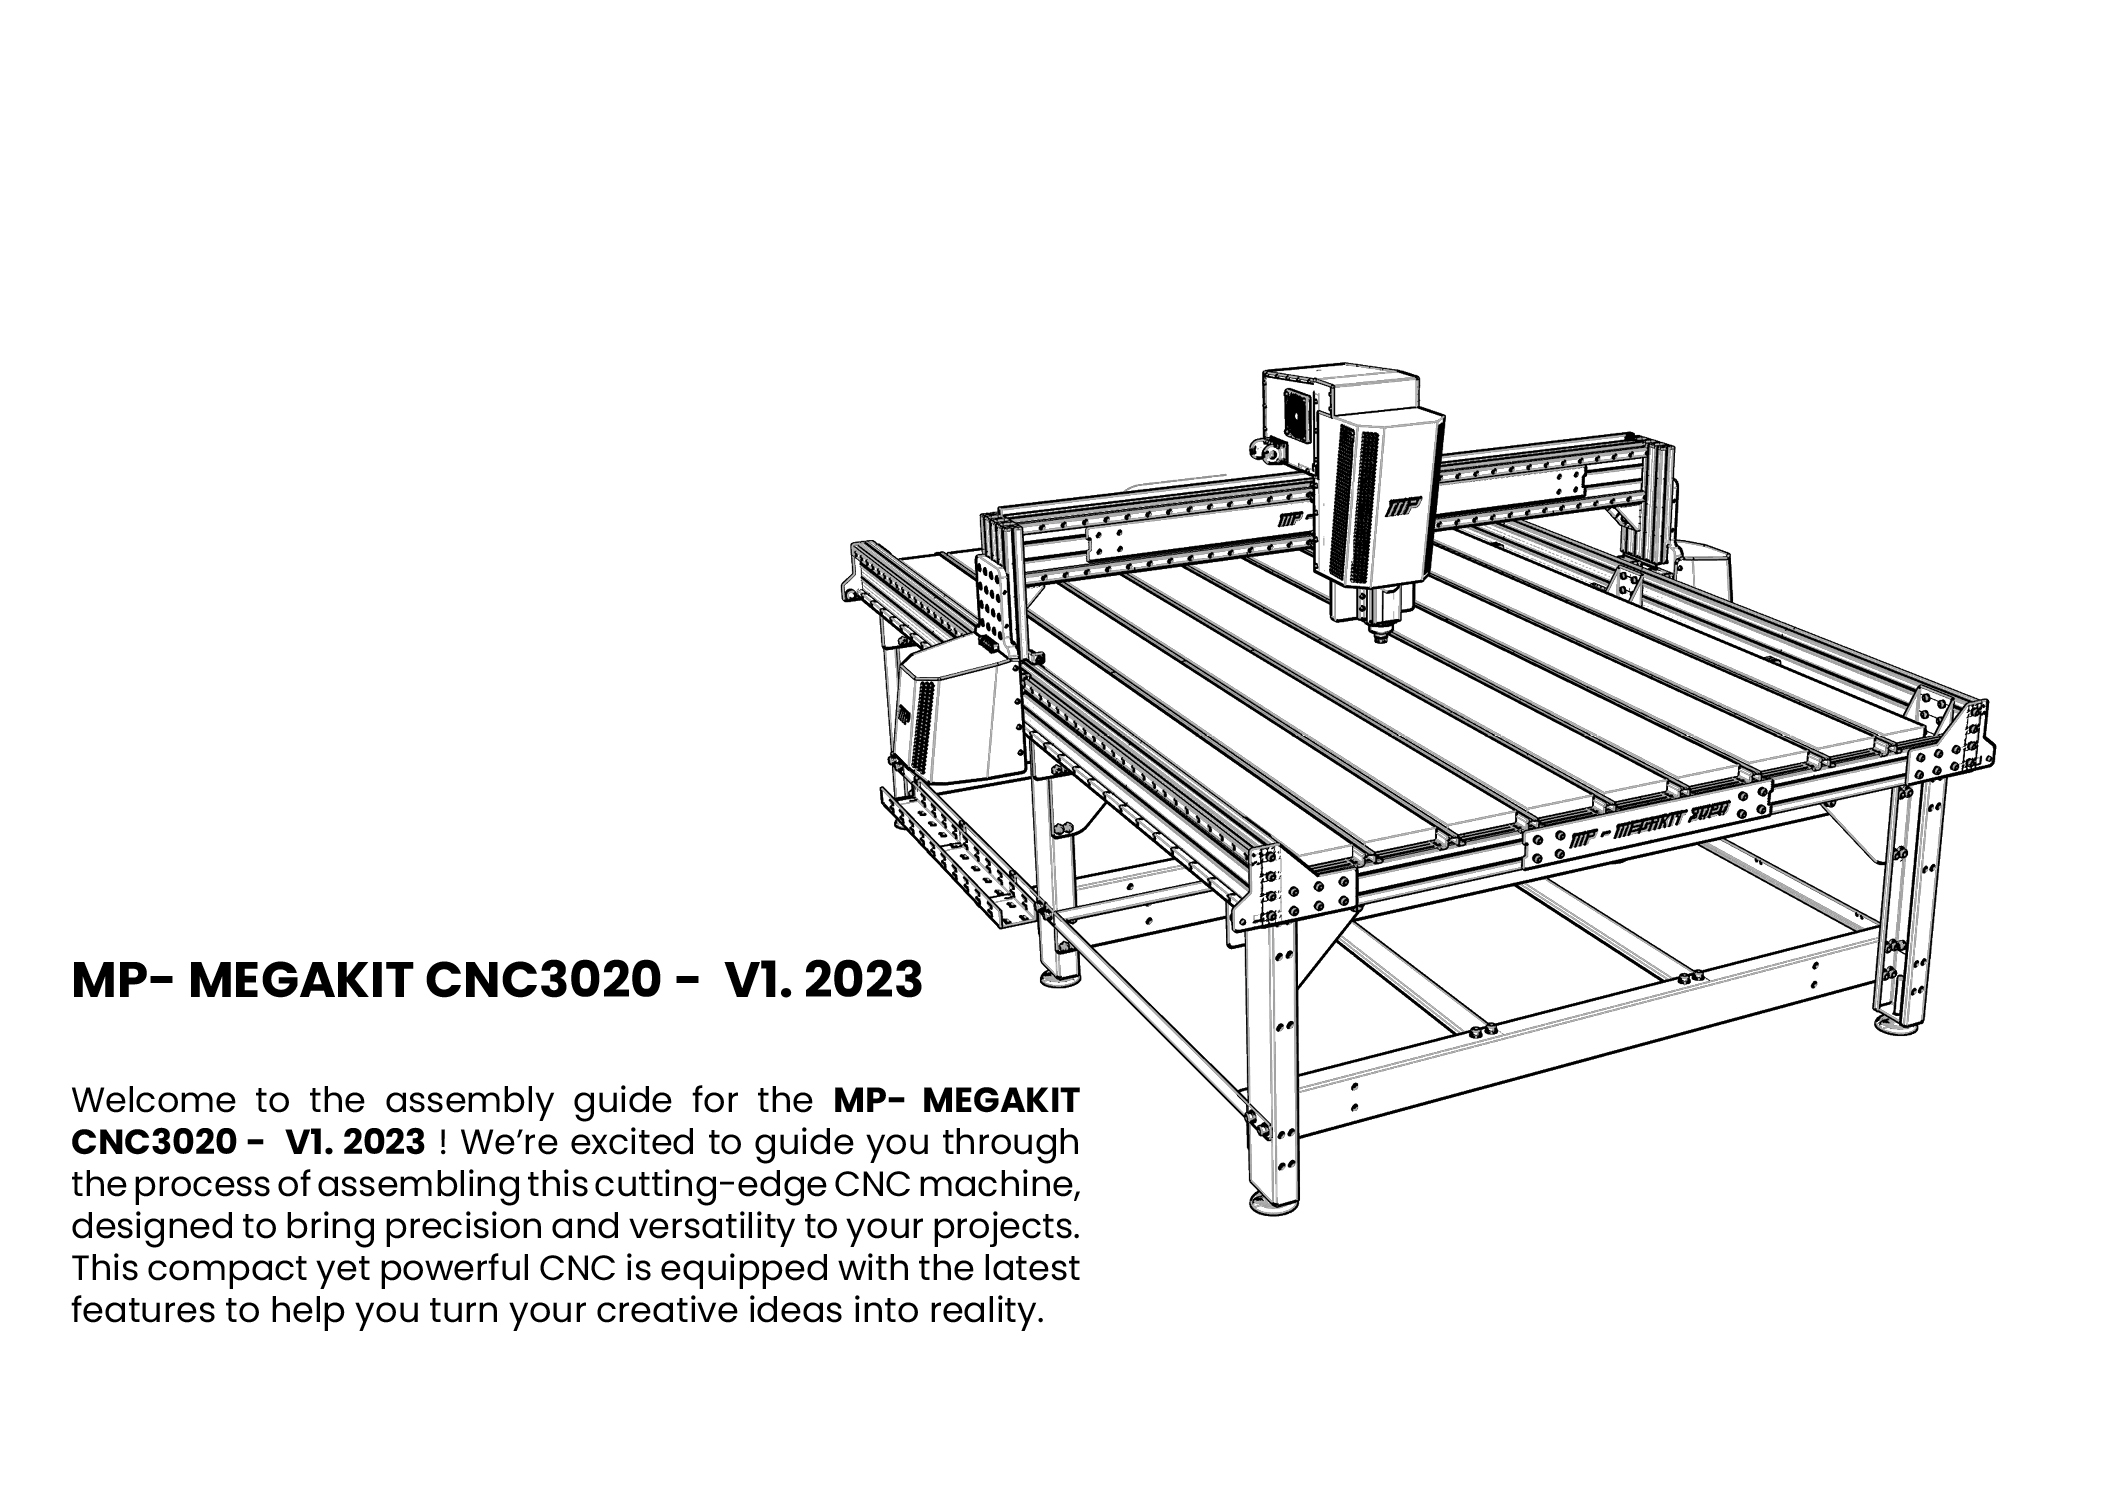 MP
MP -
MP
MP - MEGAKIT 3020
MP- MEGAKIT CNC3020 - V1. 2023
Welcome to the assembly guide for the MP- MEGAKIT
CNC3020 - V1. 2023 ! We’re excited to guide you through
the process of assembling this cutting-edge CNC machine,
designed to bring precision and versatility to your projects.
This compact yet powerful CNC is equipped with the latest
features to help you turn your creative ideas into reality.